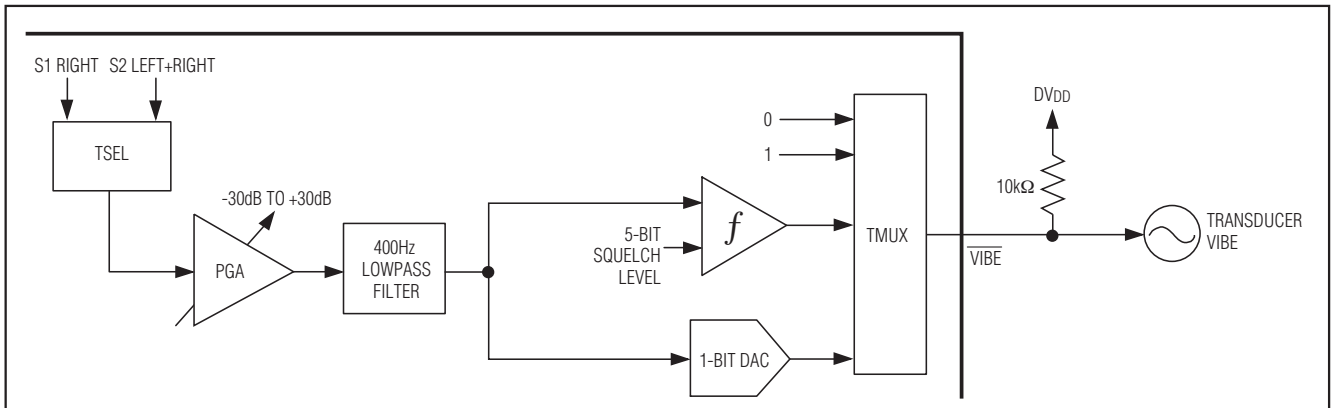 S1 RIGHT
S2 LEFT+RIGHT
TSEL
-30dB TO +30dB
PGA
400Hz
LOWPASS
FILTER
0
1
5-BIT
SQUELCH
LEVEL
f
1-BIT DAC
TMUX
VIBE
DVDD
10kΩ
TRANSDUCER
VIBE